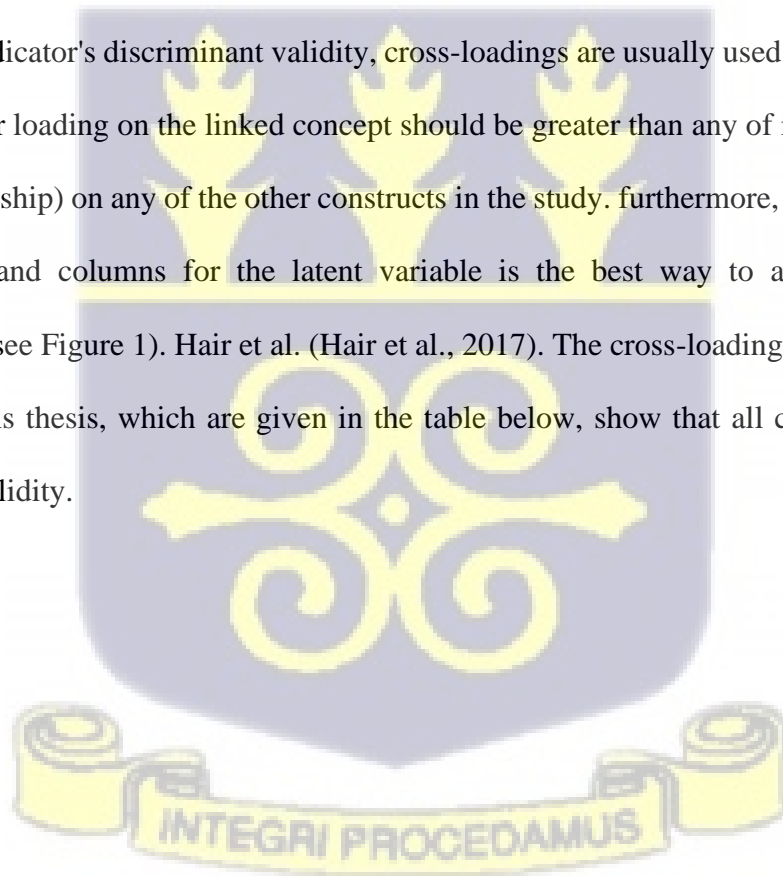 licator's discriminant validity, cross-loadings are usually used
r loading on the linked concept should be greater than any of
ship) on any of the other constructs in the study. furthermore,
and columns for the latent variable is the best way to a
see Figure 1). Hair et al. (Hair et al., 2017). The cross-loading
is thesis, which are given in the table below, show that all c
lidity.
INTEGRI PROCEDAMUS